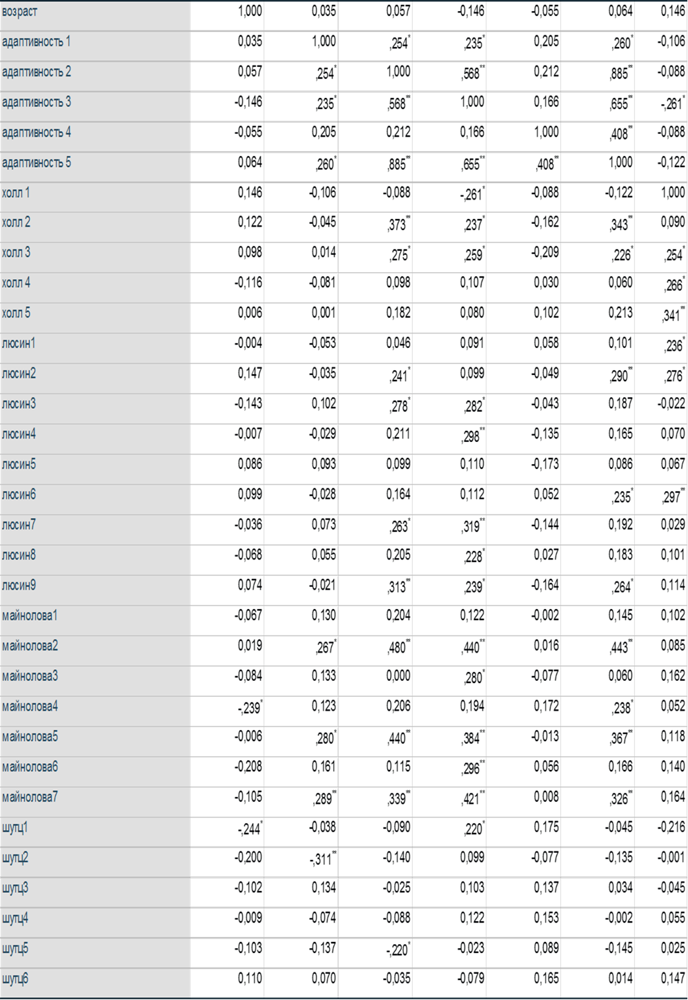 возраст 1,000 0,035 0,057 -0,146 -0,055 0,064 0,146
адаптивность 1 0,035 1,000 ,254* ,235* 0,205 ,260* -0,106
адаптивность 2 0,057 ,254* 1,000 ,568** 0,212 ,885** -0,088
адаптивность 3 -0,146 ,235* ,568** 1,000 0,166 ,655** -,261*
адаптивность 4 -0,055 0,205 0,212 0,166 1,000 ,408** -0,088
адаптивность 5 0,064 ,260* ,885** ,655** ,408** 1,000 -0,122
холл 1 0,146 -0,106 -0,088 -,261* -0,088 -0,122 1,000
холл 2 0,122 -0,045 ,373** ,237* -0,162 ,343** 0,090
холл 3 0,098 0,014 ,275* ,259* -0,209 ,226* ,254*
холл 4 -0,116 -0,081 0,098 0,107 0,030 0,060 ,266*
холл 5 0,006 0,001 0,182 0,080 0,102 0,213 ,341**
люсин1 -0,004 -0,053 0,046 0,091 0,058 0,101 ,236*
люсин2 0,147 -0,035 ,241* 0,099 -0,049 ,290** ,276*
люсин3 -0,143 0,102 ,278* ,282* -0,043 0,187 -0,022
люсин4 -0,007 -0,029 0,211 ,298** -0,135 0,165 0,070
люсин5 0,086 0,093 0,099 0,110 -0,173 0,086 0,067
люсин6 0,099 -0,028 0,164 0,112 0,052 ,235* ,297**
люсин7 -0,036 0,073 ,263* ,319** -0,144 0,192 0,029
люсин8 -0,068 0,055 0,205 ,228* 0,027 0,183 0,101
люсин9 0,074 -0,021 ,313** ,239* -0,164 ,264* 0,114
майнолова1 -0,067 0,130 0,204 0,122 -0,002 0,145 0,102
майнолова2 0,019 ,267* ,480** ,440** 0,016 ,443** 0,085
майнолова3 -0,084 0,133 0,000 ,280* -0,077 0,060 0,162
майнолова4 -,239* 0,123 0,206 0,194 0,172 ,238* 0,052
майнолова5 -0,006 ,280* ,440** ,384** -0,013 ,367** 0,118
майнолова6 -0,208 0,161 0,115 ,296** 0,056 0,166 0,140
майнолова7 -0,105 ,289** ,339** ,421** 0,008 ,326** 0,164
шутц1 -,244* -0,038 -0,090 ,220* 0,175 -0,045 -0,216
шутц2 -0,200 -,311** -0,140 0,099 -0,077 -0,135 -0,001
шутц3 -0,102 0,134 -0,025 0,103 0,137 0,034 -0,045
шутц4 -0,009 -0,074 -0,088 0,122 0,153 -0,002 0,055
шутц5 -0,103 -0,137 -,220* -0,023 0,089 -0,145 0,025
шутц6 0,110 0,070 -0,035 -0,079 0,165 0,014 0,147